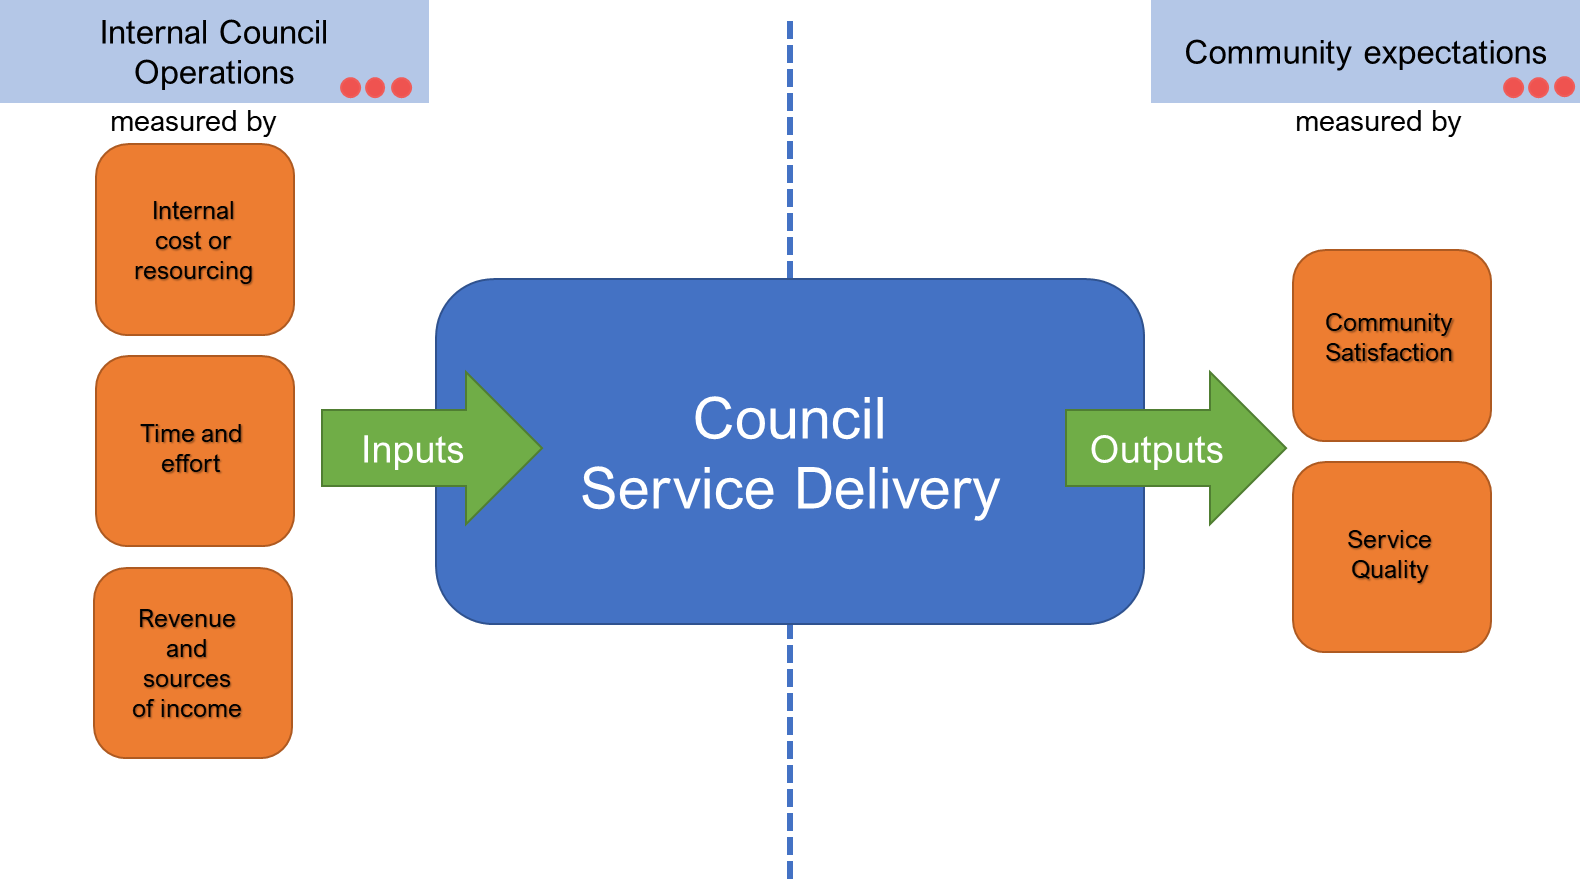 Internal Council
Operations
measured by
Internal
cost or
resourcing
Time and
effort
Revenue
and
sources
of income
Inputs
Council
Service Delivery
Outputs
Community expectations
measured by
Community
Satisfaction
Service
Quality